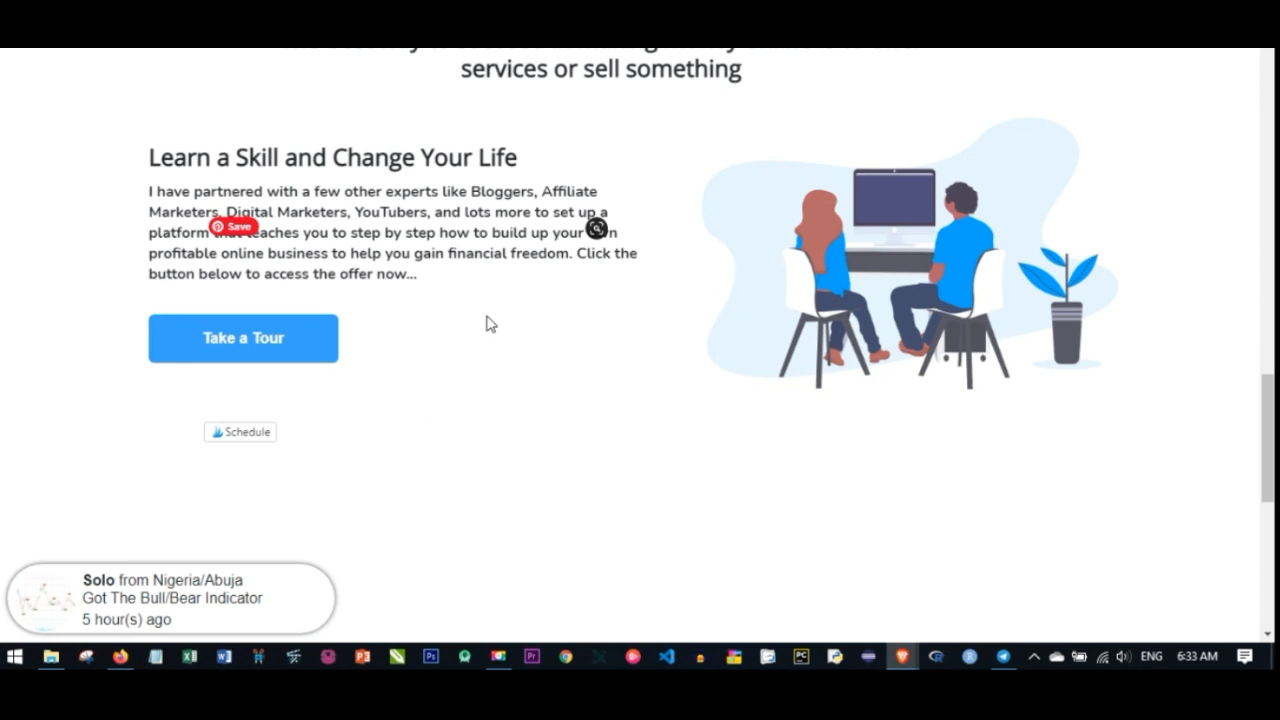 services or sell something
Learn a Skill and Change Your Life
I have partnered with a few other experts like Bloggers, Affiliate
Marketers, Digital Marketers, YouTubers, and lots more to set up a
platform teaches you to step by step how to build up your
Save
profitable online business to help you gain financial freedom. Click the
button below to access the offer now...
Take a Tour
Schedule
Solo from Nigeria/Abuja
Got The Bull/Bear Indicator
5 hour(s) ago
ENG
6:33 AM